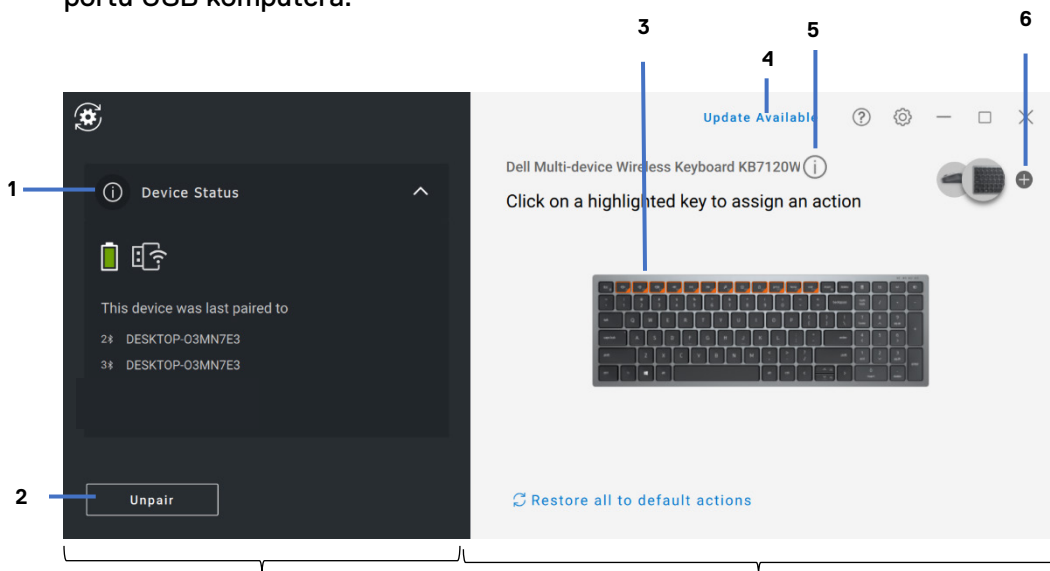 portu USB komputera.
3
5
6
4
Update Available
Dell Multi-device Wireless Keyboard KB7120W
Click on a highlighted key to assign an action
1
Device Status
This device was last paired to
2 DESKTOP-O3MN7E3
3 DESKTOP-O3MN7E3
2
Unpair
Restore all to default actions